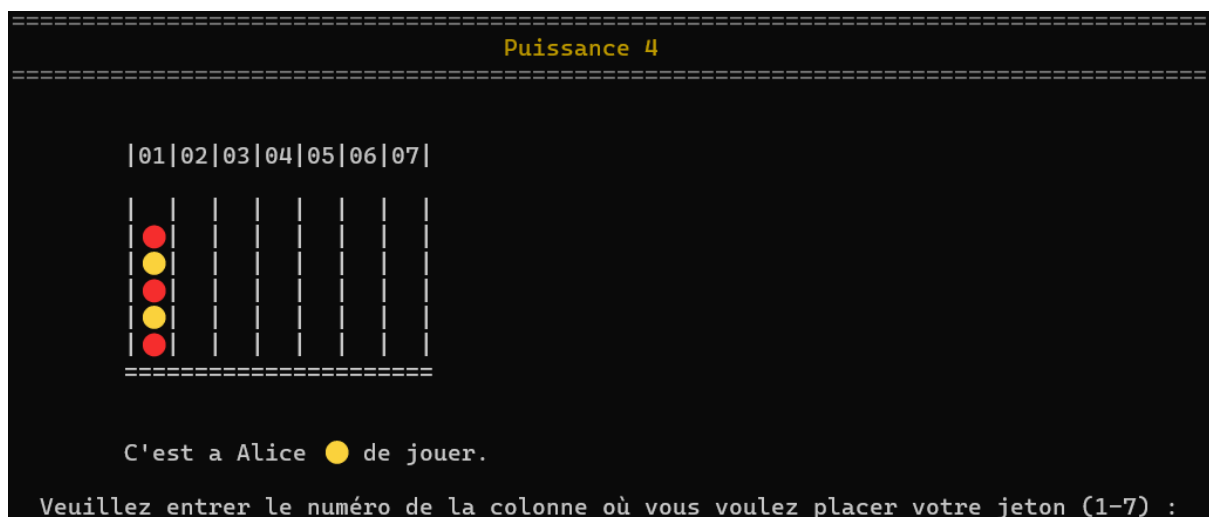 =====================================================================================
Puissance 4
=====================================================================================
|01|02|03|04|05|06|07|
|  |  |  |  |  |  |  |
|🔴|  |  |  |  |  |  |
|🟡|  |  |  |  |  |  |
|🔴|  |  |  |  |  |  |
|🟡|  |  |  |  |  |  |
|🔴|  |  |  |  |  |  |
======================
C'est a Alice 🟡 de jouer.
Veuillez entrer le numéro de la colonne où vous voulez placer votre jeton (1-7) :